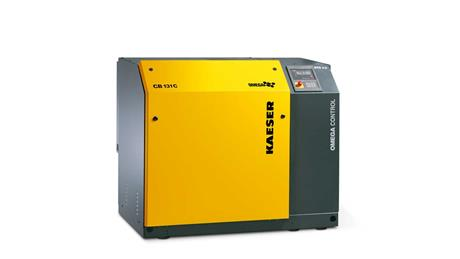 CB 131C
OMEGA
KAESER
OMEGA CONTROL